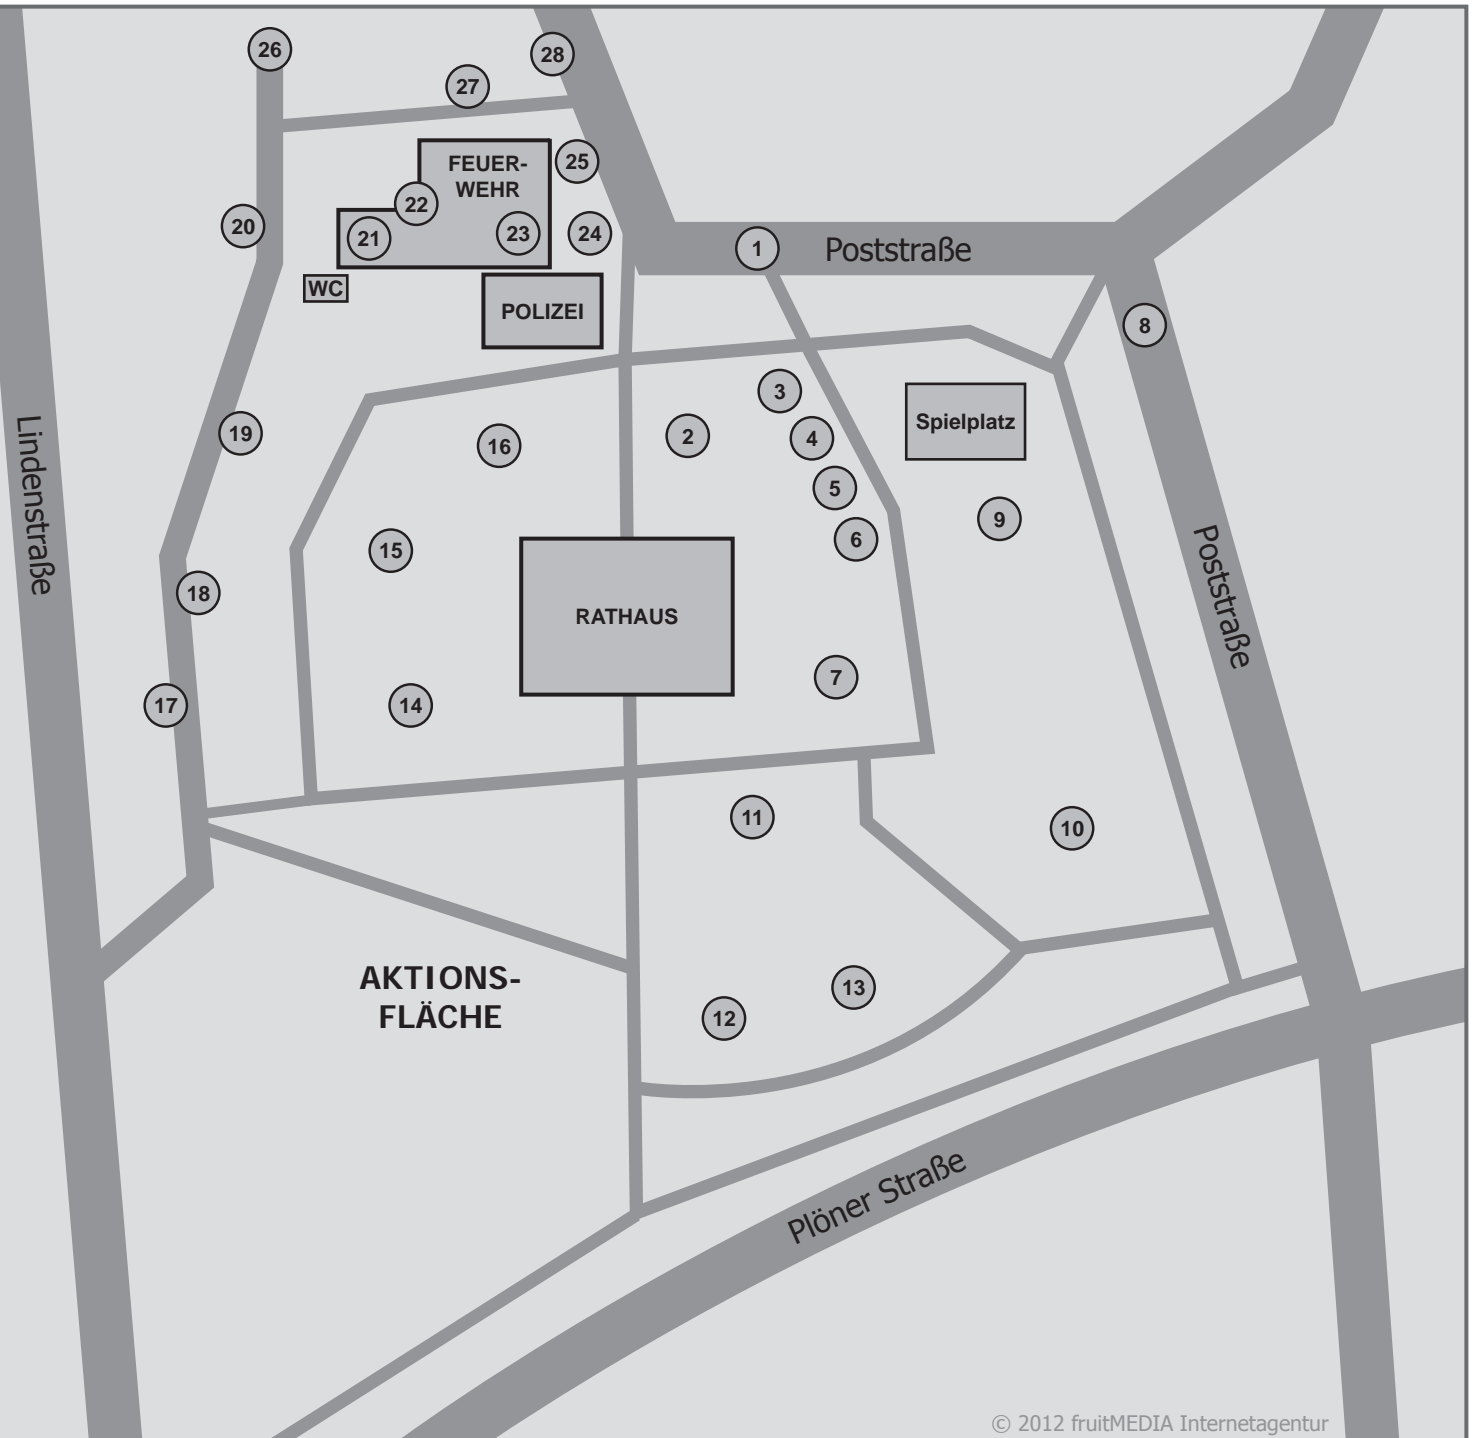 26
28
27
25
FEUER-
WEHR
22
20
21
23
24
1
Poststraße
WC
POLIZEI
8
3
19
16
2
4
Spielplatz
5
9
Lindenstraße
15
6
Poststraße
18
RATHAUS
7
17
14
11
10
AKTIONS-
FLÄCHE
13
12
Plöner Straße
© 2012 fruitMEDIA Internetagentur